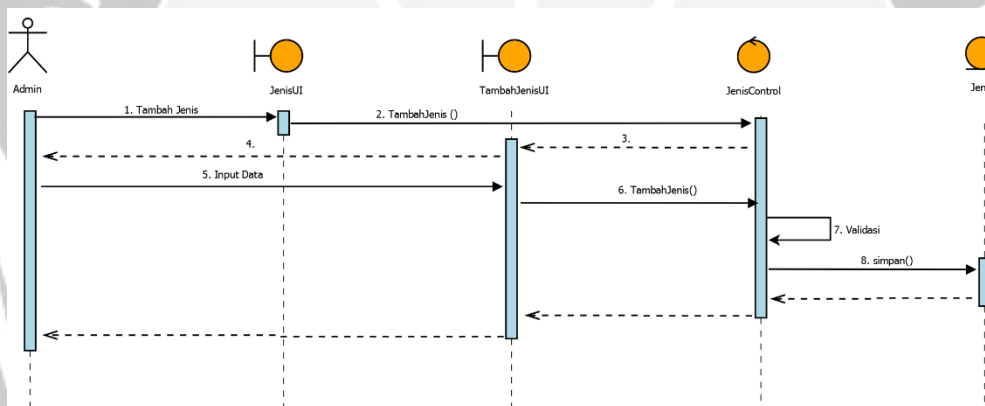 Admin
JenisUI
TambahJenisUI
JenisControl
Jen
1. Tambah Jenis
2. TambahJenis ()
3.
4.
5. Input Data
6. TambahJenis()
7. Validasi
8. simpan()